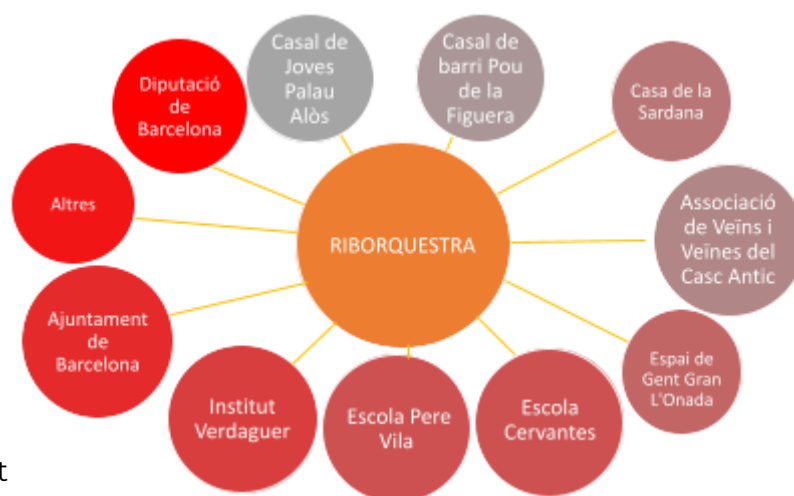 Casal de
Joves
Palau
Alòs
Casal de
barri Pou
de la
Figuera
Casa de la
Sardana
Associació
de Veïns i
Veïnes del
Casc Antic
Espai de
Gent Gran
L'Onada
Escola
Cervantes
Escola Pere
Vila
Institut
Verdaguer
Ajuntament
de
Barcelona
Altres
Diputació
de
Barcelona
RIBORQUESTRA
t